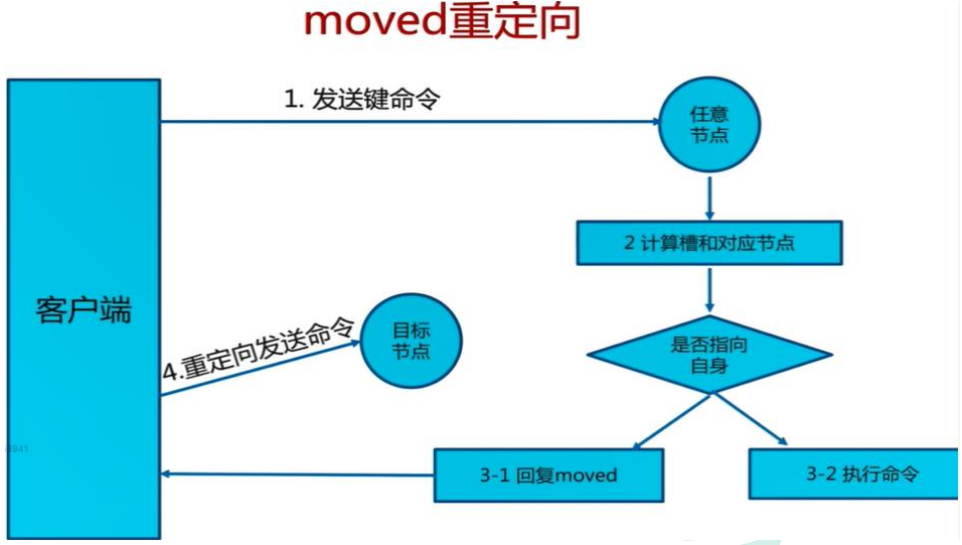 moved重定向
1. 发送键命令
任意
节点
2 计算槽和对应节点
客户端
4.重定向发送命令
目标
节点
是否指向
自身
3-1 回复moved
3-2 执行命令